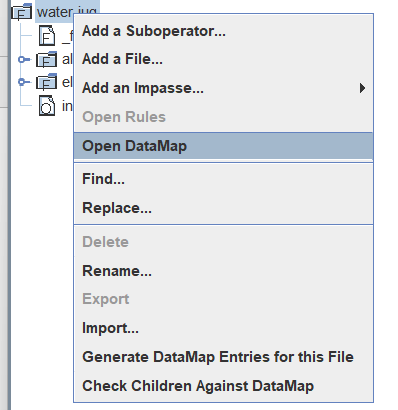 water-jug
Add a Suboperator...
_f
Add a File...
al
Add an Impasse...
el
Open Rules
in
Open DataMap
Find...
Replace...
Delete
Rename...
Export
Import...
Generate DataMap Entries for this File
Check Children Against DataMap